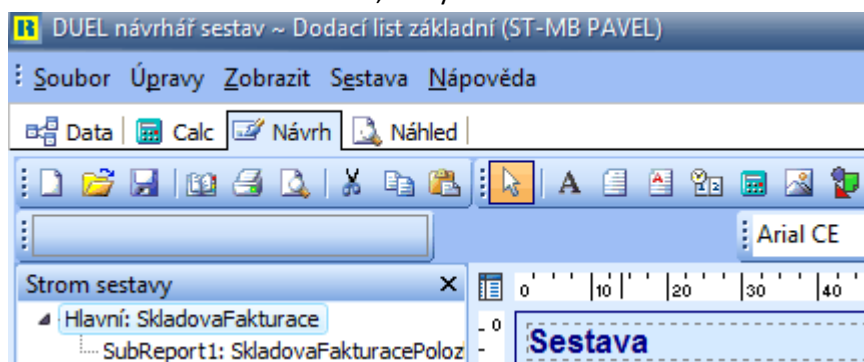 DUEL návrhář sestav ~ Dodací list základní (ST-MB PAVEL)
Soubor Úpravy Zobrazit Sestava Nápověda
Data Calc Návrh Náhled
Arial CE
Strom sestavy
0 10 20 30 40
Hlavní: SkladovaFakturace
0 Sestava
SubReport1: SkladovaFakturacePoloz